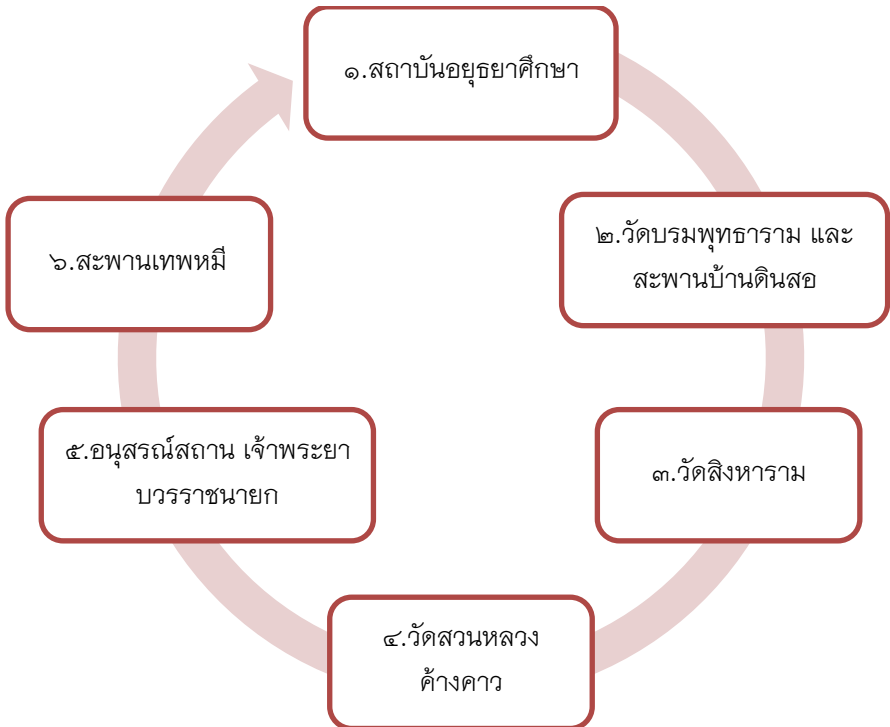 ๑.สถาบันอยุธยาศึกษา
๒.วัดบรมพุทธาราม และ
สะพานบ้านดินสอ
๓.วัดสิงหาราม
๔.วัดสวนหลวง
ค้างคาว
๕.อนุสรณ์สถาน เจ้าพระยา
บวรราชนายก
๖.สะพานเทพหมี